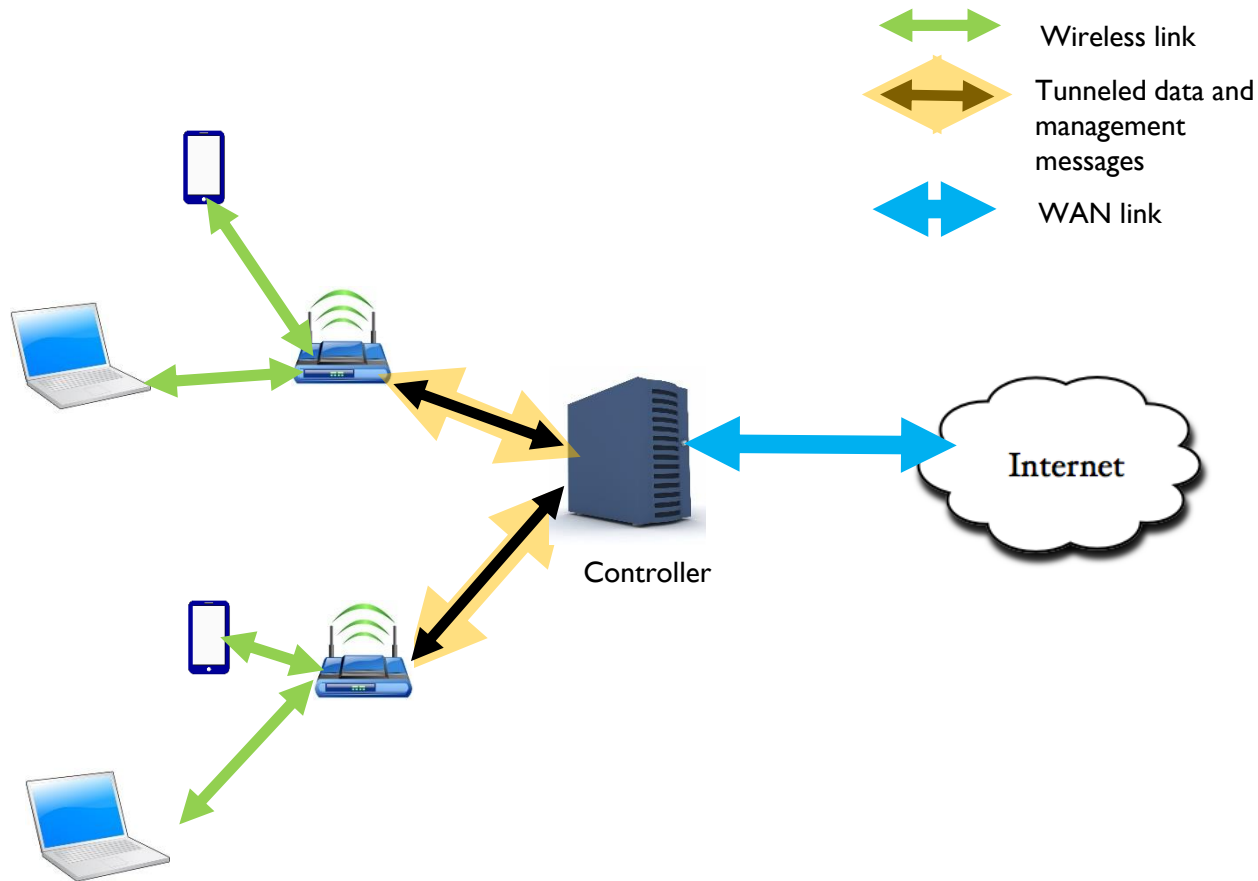 Wireless link
Tunneled data and
management
messages
WAN link
Internet
Controller